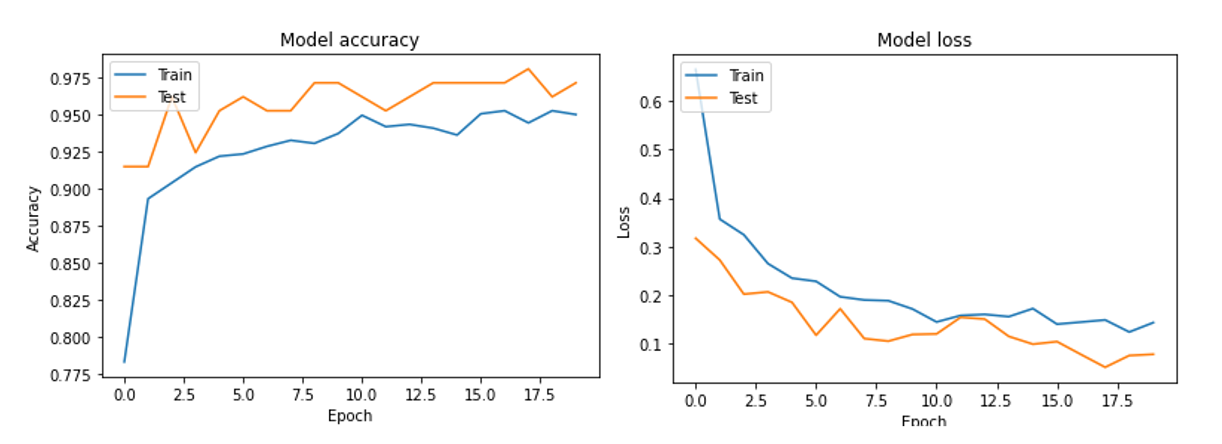 Model accuracy
Train
Test
0.975
0.950
0.925
0.900
0.875
0.850
0.825
0.800
0.775
Accuracy
0.0 2.5 5.0 7.5 10.0 12.5 15.0 17.5
Epoch
Model loss
Train
Test
0.6
0.5
0.4
0.3
0.2
0.1
Loss
0.0 2.5 5.0 7.5 10.0 12.5 15.0 17.5
Epoch